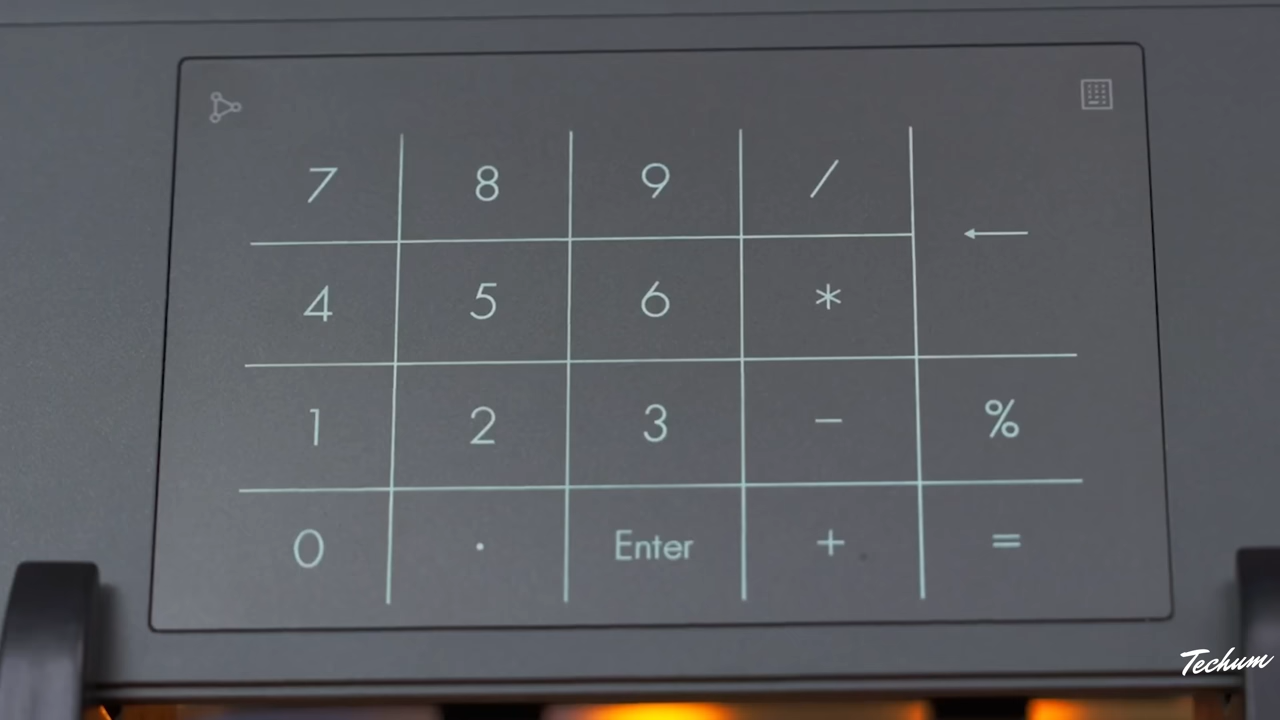 7 8 9 /
←
4 5 6 *
1 2 3 − %
0 . Enter + =
Techum